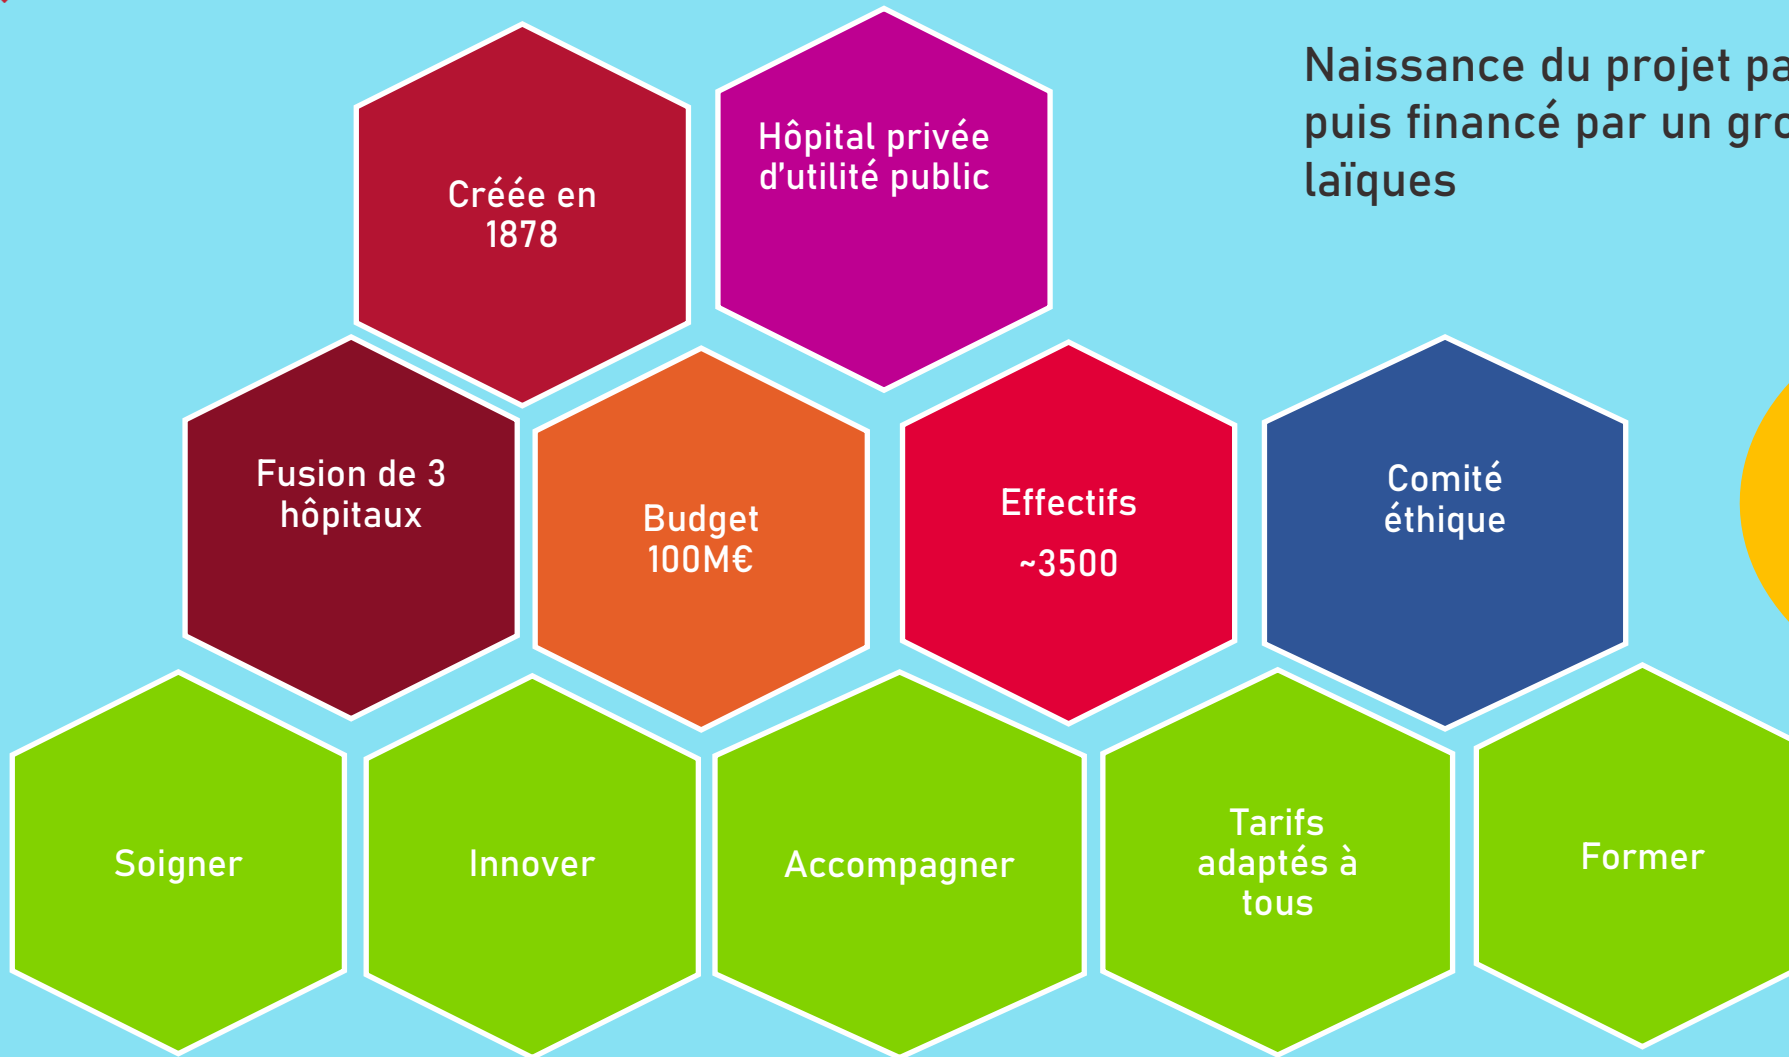 Naissance du projet pa
puis financé par un gro
laïques
Créée en
1878
Hôpital privée
d'utilité public
Fusion de 3
hôpitaux
Budget
100M€
Effectifs
~3500
Comité
éthique
Soigner
Innover
Accompagner
Tarifs
adaptés à
tous
Former